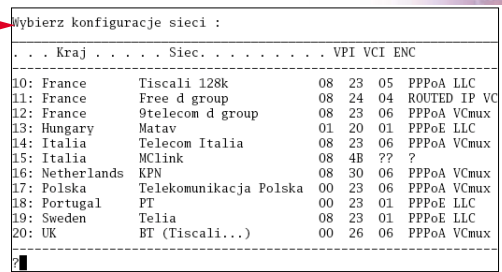 Wybierz konfiguracje sieci :
. . . Kraj . . . . . Siec. . . . . . . . . VPI VCI ENC
10: France Tiscali 128k 08 23 05 PPPoA LLC
11: France Free d group 08 24 04 ROUTED IP VC
12: France 9telecom d group 08 23 06 PPPoA VCmux
13: Hungary Matav 01 20 01 PPPoE LLC
14: Italia Telecom Italia 08 23 06 PPPoA VCmux
15: Italia MClink 08 4B ?? ?
16: Netherlands KPN 08 30 06 PPPoA VCmux
17: Polska Telekomunikacja Polska 00 23 06 PPPoA VCmux
18: Portugal PT 00 23 01 PPPoE LLC
19: Sweden Telia 08 23 01 PPPoE LLC
20: UK BT (Tiscali...) 00 26 06 PPPoA VCmux
?